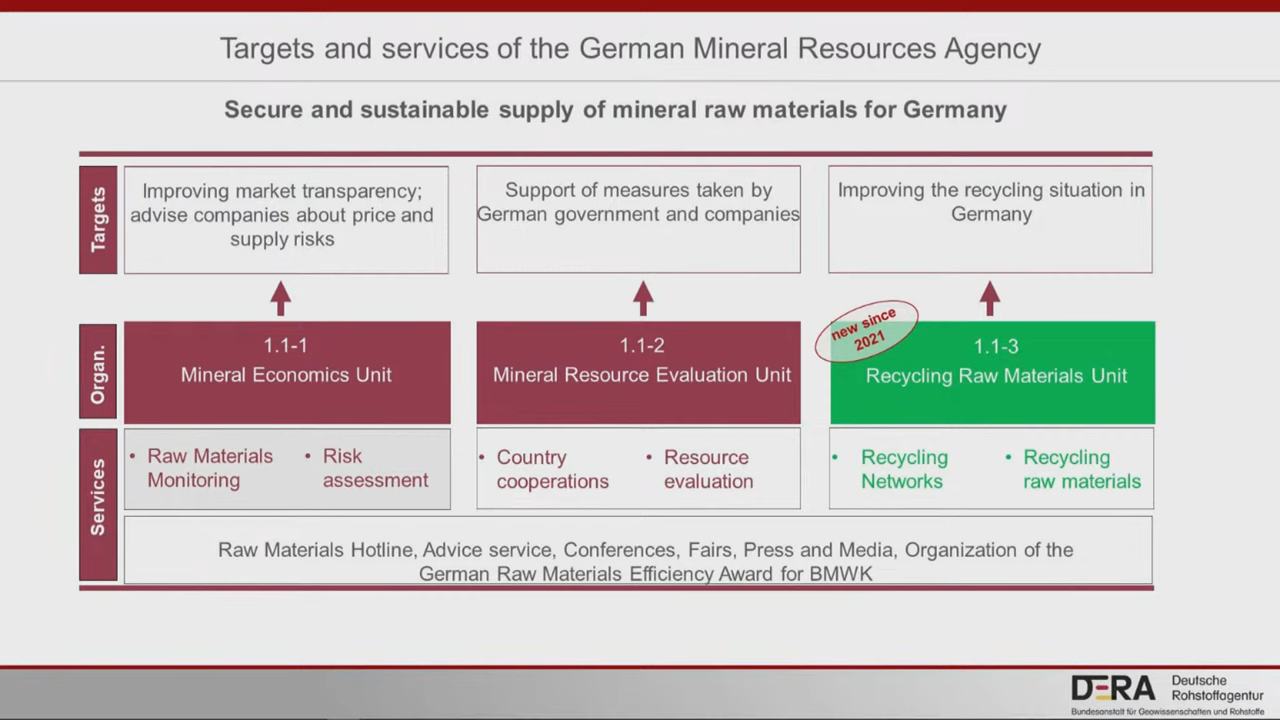 Targets and services of the German Mineral Resources Agency
Secure and sustainable supply of mineral raw materials for Germany
Targets
Improving market transparency;
advise companies about price and
supply risks
Support of measures taken by
German government and companies
Improving the recycling situation in
Germany
Organ.
1.1-1
Mineral Economics Unit
1.1-2
Mineral Resource Evaluation Unit
new since
2021
1.1-3
Recycling Raw Materials Unit
Services
• Raw Materials
Monitoring
• Risk
assessment
• Country
cooperations
• Resource
evaluation
• Recycling
Networks
• Recycling
raw materials
Raw Materials Hotline, Advice service, Conferences, Fairs, Press and Media, Organization of the
German Raw Materials Efficiency Award for BMWK
DERA
Deutsche
Rohstoffagentur
Bundesanstalt für Geowissenschaften und Rohstoffe